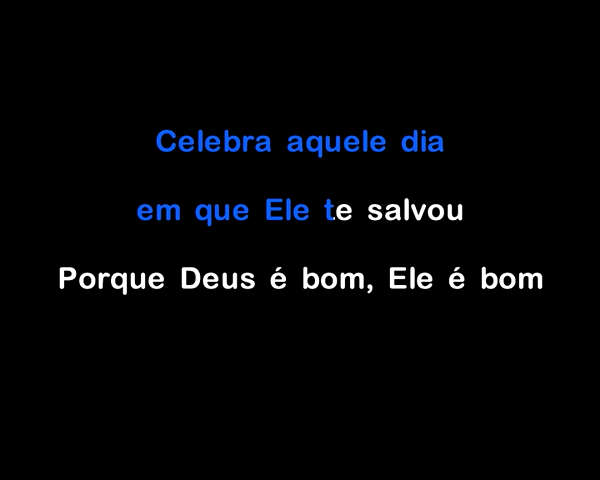 Celebra aquele dia
em que Ele te salvou
Porque Deus é bom, Ele é bom